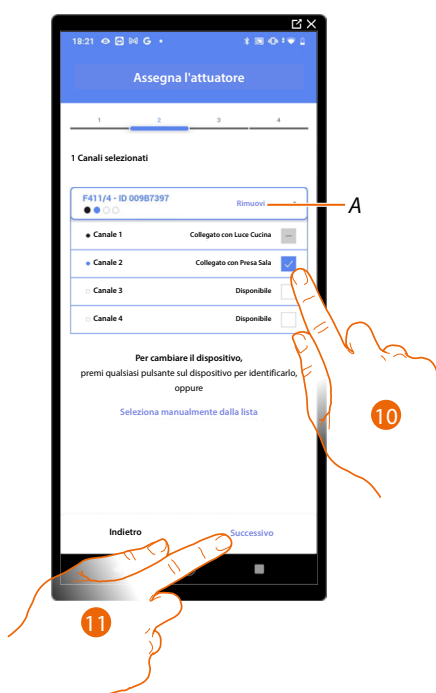 18:21
Assegna l'attuatore
1 2 3 4
1 Canali selezionati
F411/4 - ID 009B7397
Rimuovi
A
Canale 1 Collegato con Luce Cucina
Canale 2 Collegato con Presa Sala
Canale 3 Disponibile
Canale 4 Disponibile
Per cambiare il dispositivo,
premi qualsiasi pulsante sul dispositivo per identificarlo,
oppure
Seleziona manualmente dalla lista
10
Indietro Successivo
11